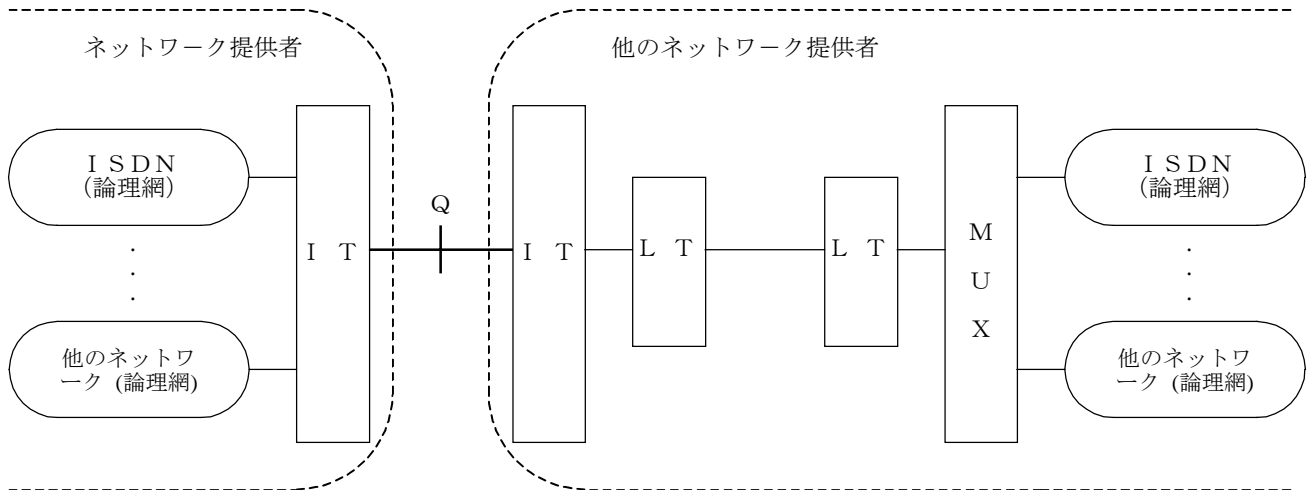 ネットワーク提供者
他のネットワーク提供者
ＩＳＤＮ
(論理網)
・
・
・
他のネットワ
ーク (論理網)
Ｉ Ｔ
Q
Ｉ Ｔ
Ｌ Ｔ
Ｌ Ｔ
Ｍ
Ｕ
Ｘ
ＩＳＤＮ
(論理網)
・
・
・
他のネットワ
ーク (論理網)